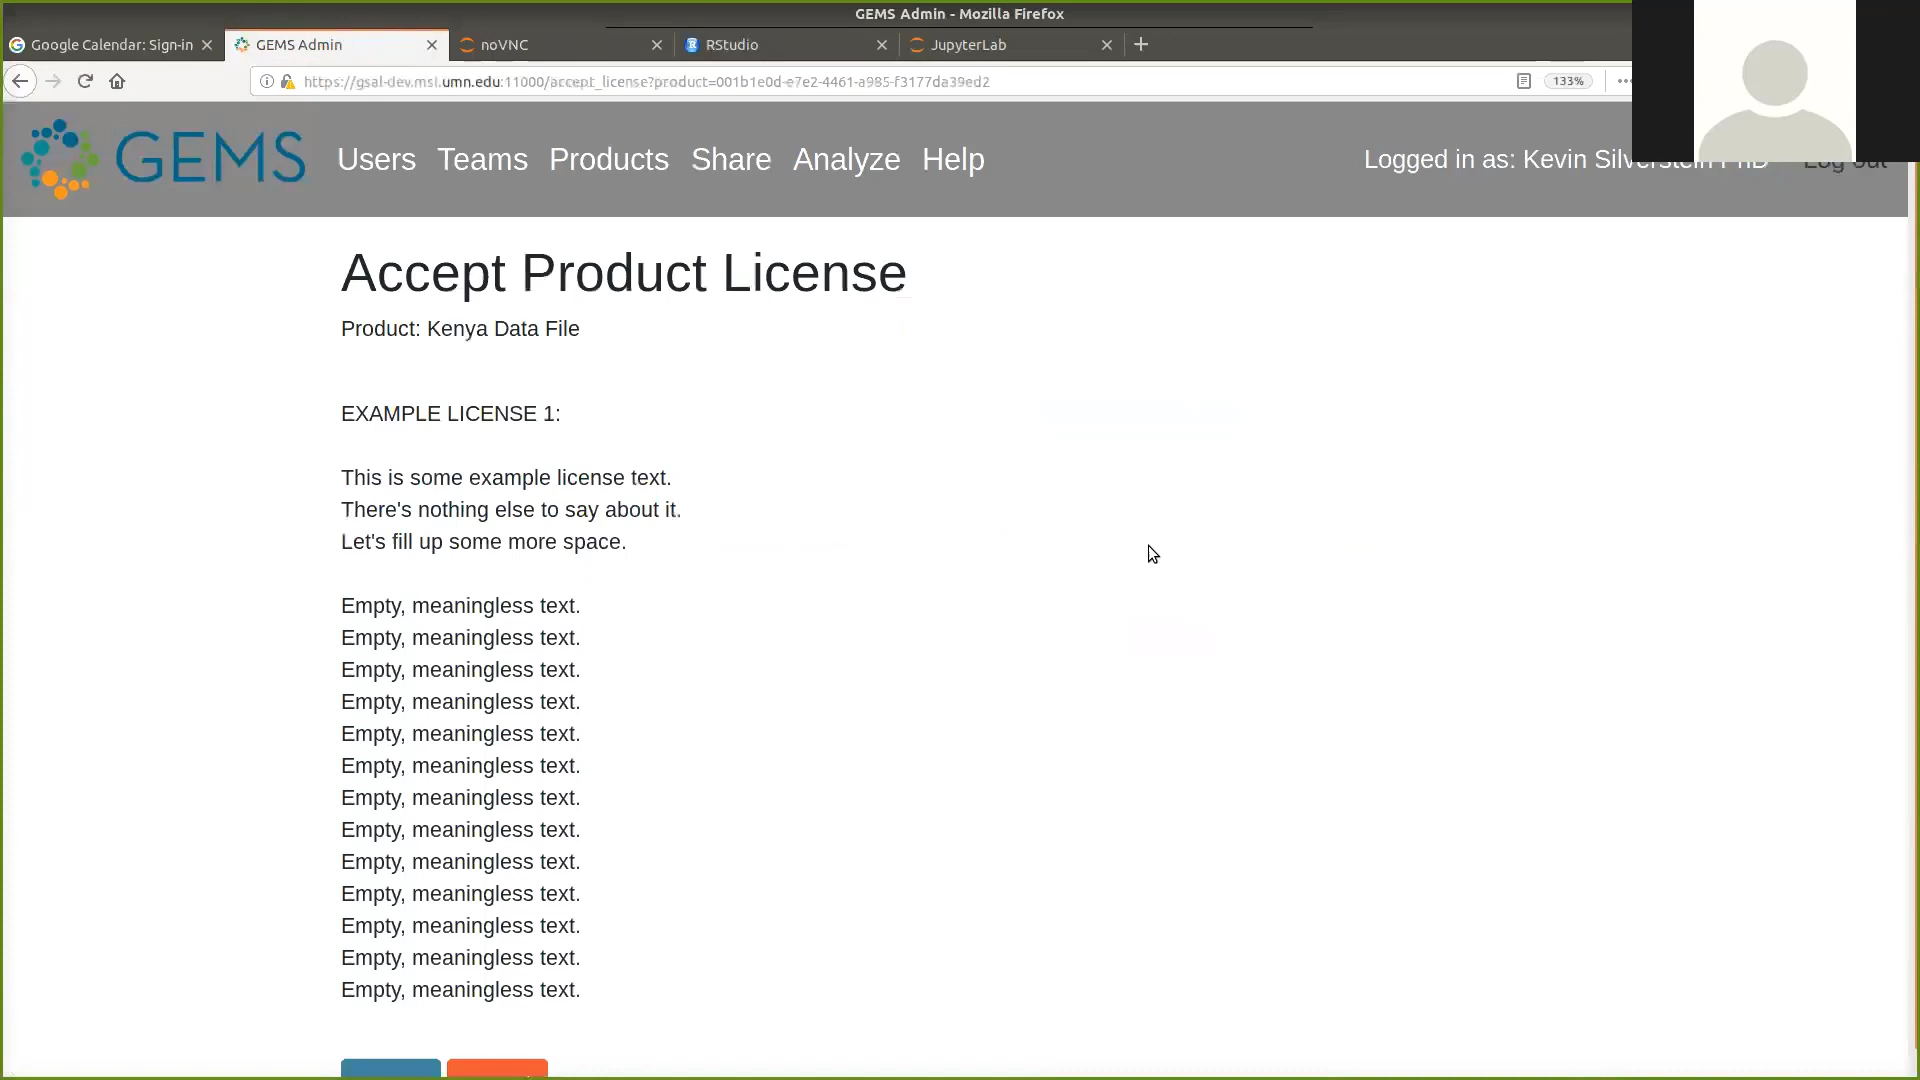 GEMS Admin - Mozilla Firefox
Google Calendar: Sign-in
GEMS Admin
noVNC
RStudio
JupyterLab
https://gsal-dev.msi.umn.edu:11000/accept_license?product=001b1e0d-e7e2-4461-a985-f3177da39ed2
133%
GEMS
Users Teams Products Share Analyze Help
Logged in as: Kevin Silverstein PhD
Log out
Accept Product License
Product: Kenya Data File
EXAMPLE LICENSE 1:
This is some example license text.
There's nothing else to say about it.
Let's fill up some more space.
Empty, meaningless text.
Empty, meaningless text.
Empty, meaningless text.
Empty, meaningless text.
Empty, meaningless text.
Empty, meaningless text.
Empty, meaningless text.
Empty, meaningless text.
Empty, meaningless text.
Empty, meaningless text.
Empty, meaningless text.
Empty, meaningless text.
Empty, meaningless text.